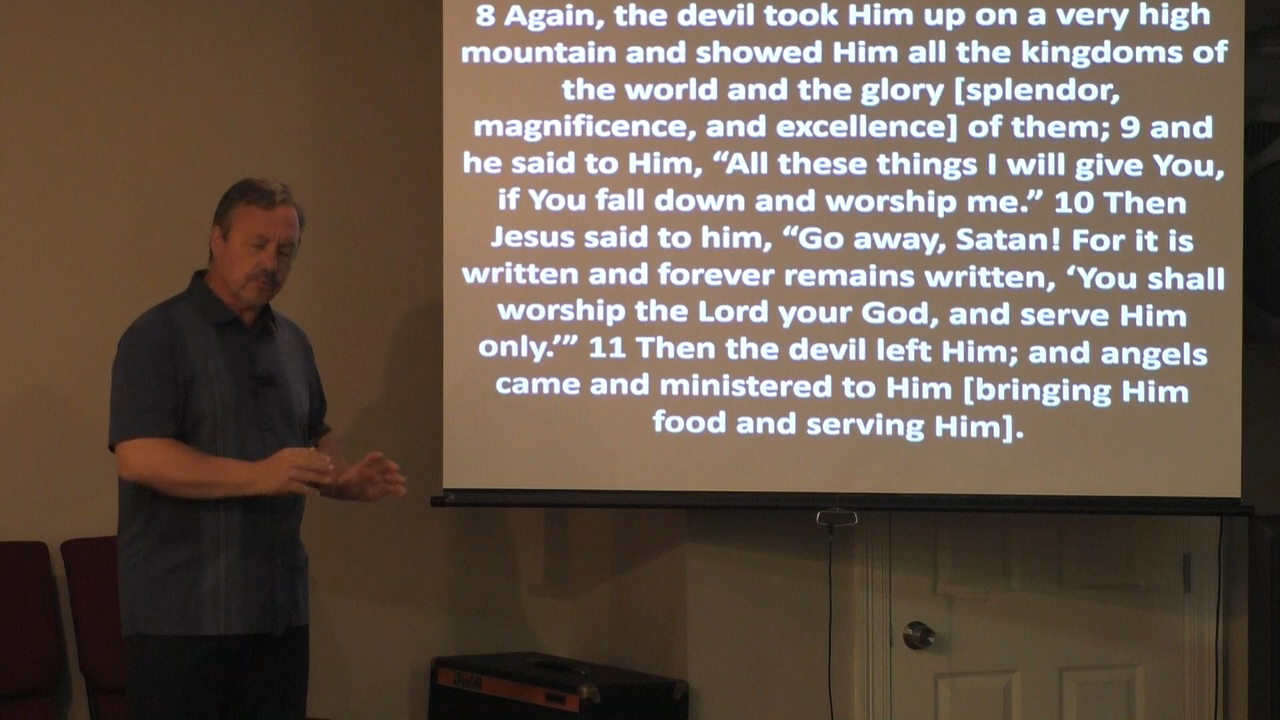 8 Again, the devil took Him up on a very high
mountain and showed Him all the kingdoms of
the world and the glory [splendor,
magnificence, and excellence] of them; 9 and
he said to Him, “All these things I will give You,
if You fall down and worship me.” 10 Then
Jesus said to him, “Go away, Satan! For it is
written and forever remains written, ‘You shall
worship the Lord your God, and serve Him
only.’” 11 Then the devil left Him; and angels
came and ministered to Him [bringing Him
food and serving Him].